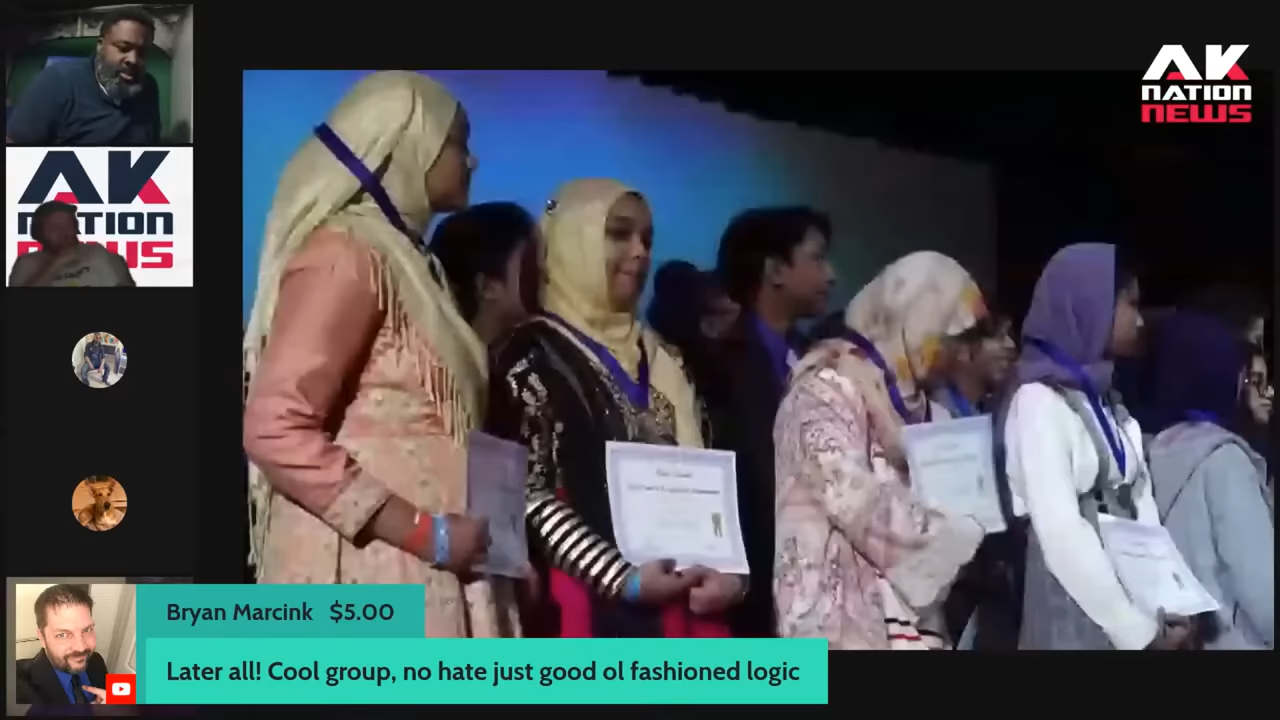 AK
NATION
NEWS
AK
NATION
NEWS
Bryan Marcink $5.00
Later all! Cool group, no hate just good ol fashioned logic